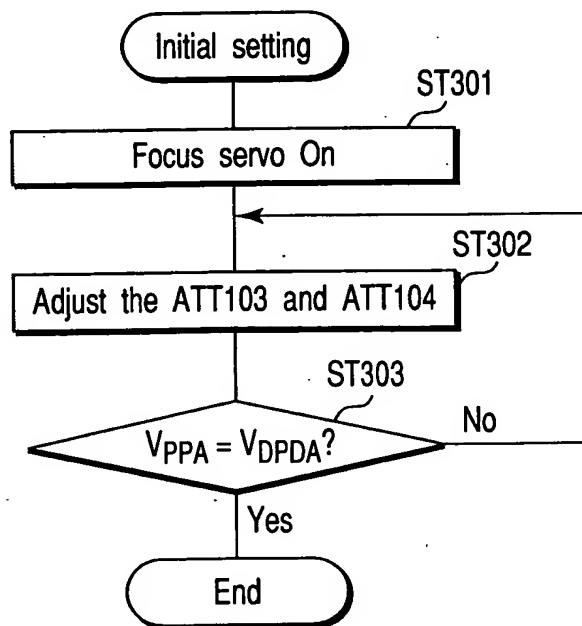 Initial setting
ST301
Focus servo On
ST302
Adjust the ATT103 and ATT104
ST303
VPPA = VDPDA?
No
Yes
End